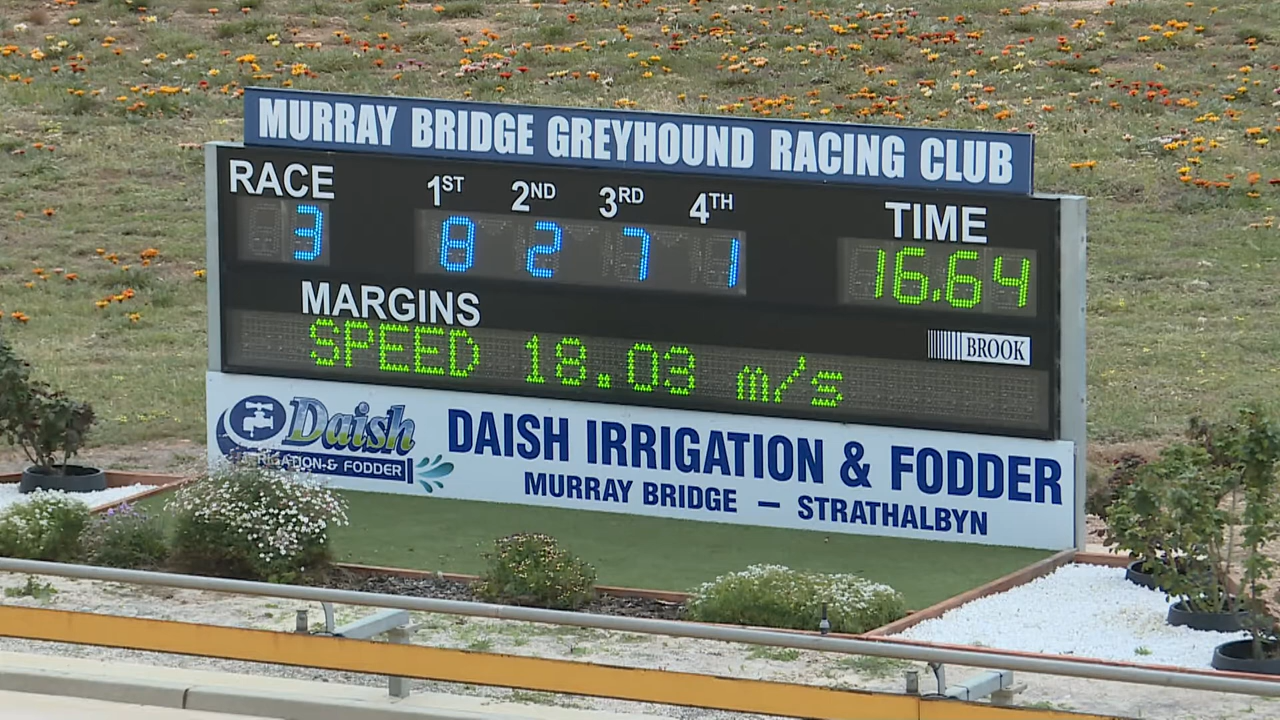 MURRAY BRIDGE GREYHOUND RACING CLUB
RACE 1ST 2ND 3RD 4TH TIME
3 8 2 7 1 16.64
MARGINS
BROOK
SPEED 18.03 m/s
Daish
IRRIGATION & FODDER
DAISH IRRIGATION & FODDER
MURRAY BRIDGE – STRATHALBYN